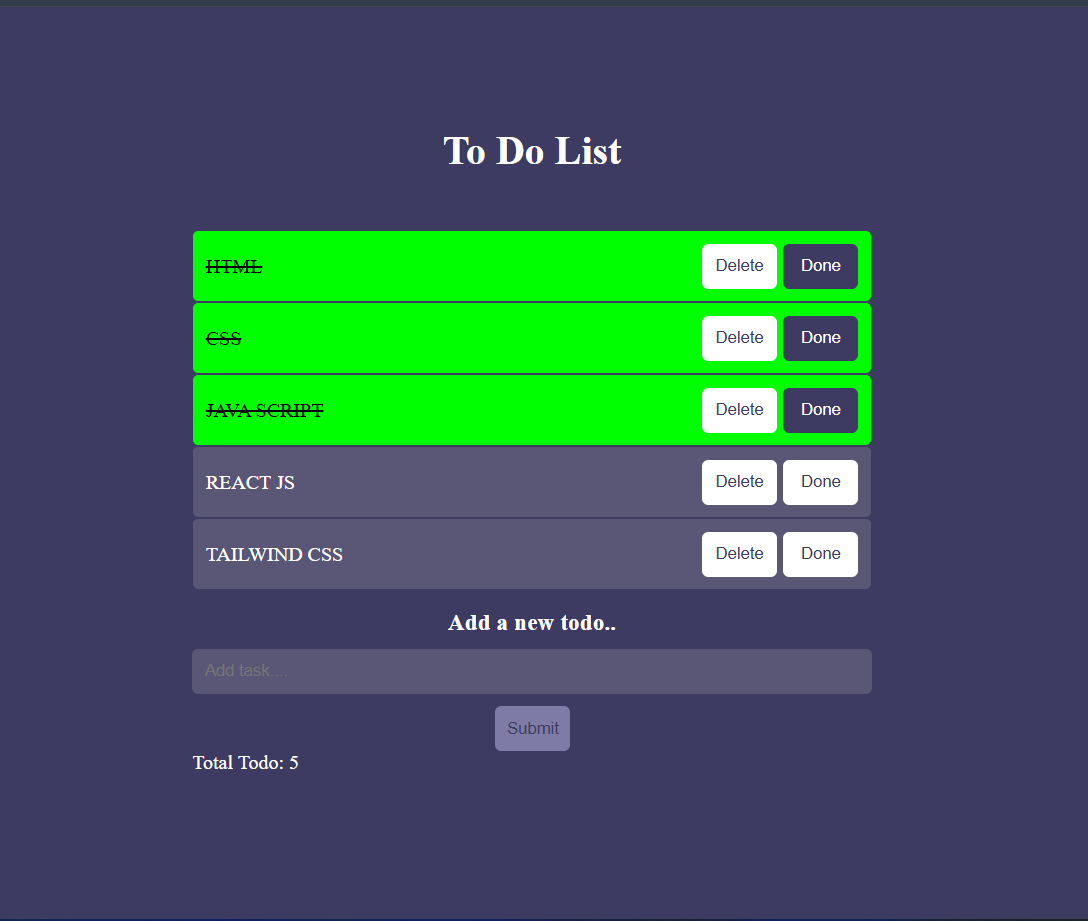 To Do List
HTML Delete Done
CSS Delete Done
JAVA SCRIPT Delete Done
REACT JS Delete Done
TAILWIND CSS Delete Done
Add a new todo..
Add task....
Submit
Total Todo: 5